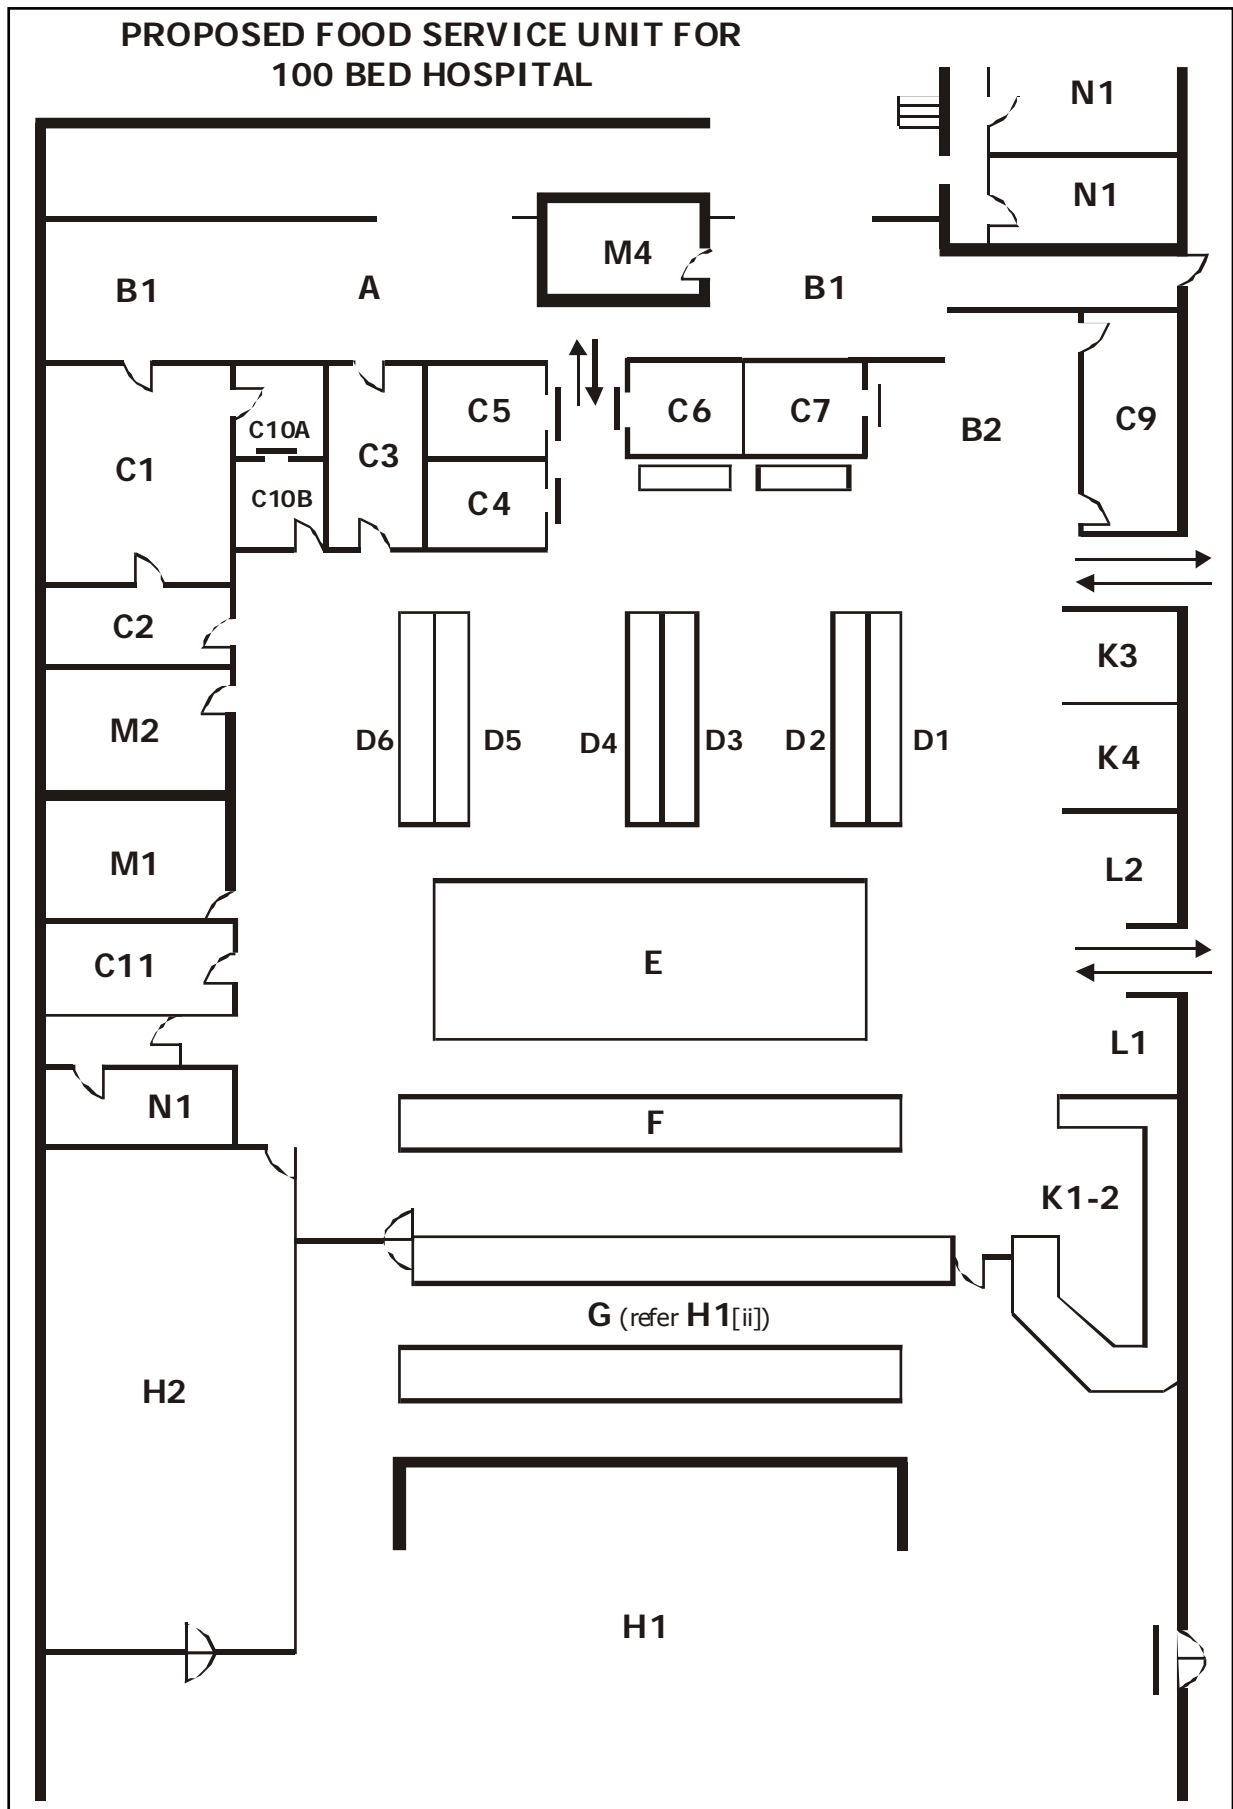 PROPOSED FOOD SERVICE UNIT FOR
100 BED HOSPITAL
N1
N1
M4
B1
A
B1
C5
C6
C7
C9
C10A
B2
C3
C1
C10B
C4
C2
K3
M2
D6
D5
D4
D3
D2
D1
K4
M1
L2
C11
E
L1
N1
F
K1-2
G (refer H1[ii])
H2
H1